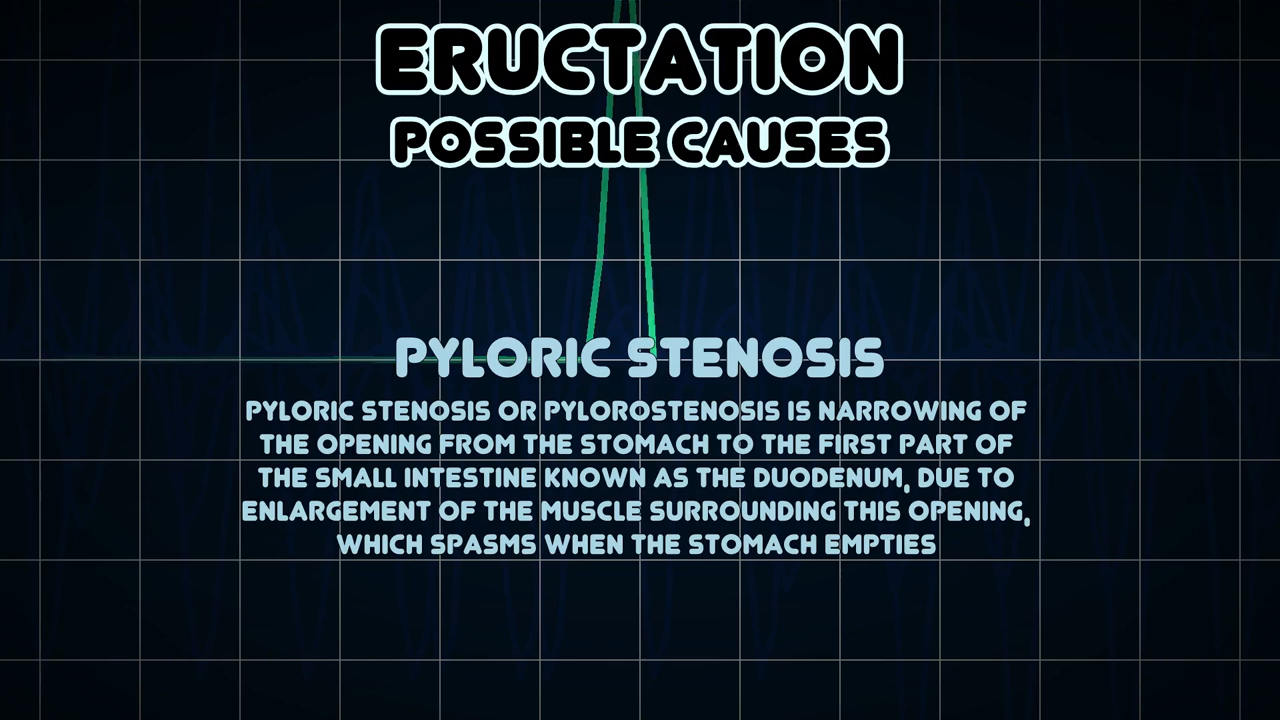 ERUCTATION
POSSIBLE CAUSES
PYLORIC STENOSIS
PYLORIC STENOSIS OR PYLOROSTENOSIS IS NARROWING OF
THE OPENING FROM THE STOMACH TO THE FIRST PART OF
THE SMALL INTESTINE KNOWN AS THE DUODENUM, DUE TO
ENLARGEMENT OF THE MUSCLE SURROUNDING THIS OPENING,
WHICH SPASMS WHEN THE STOMACH EMPTIES